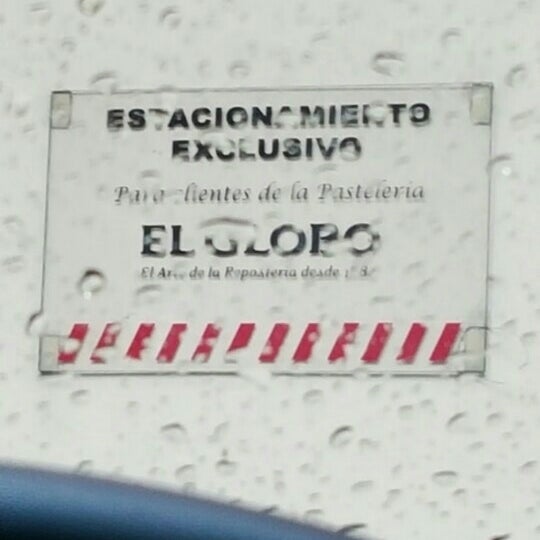 ESTACIONAMIENTO
EXCLUSIVO
Para clientes de la Pastelería
EL GLOBO
El Arte de la Repostería desde